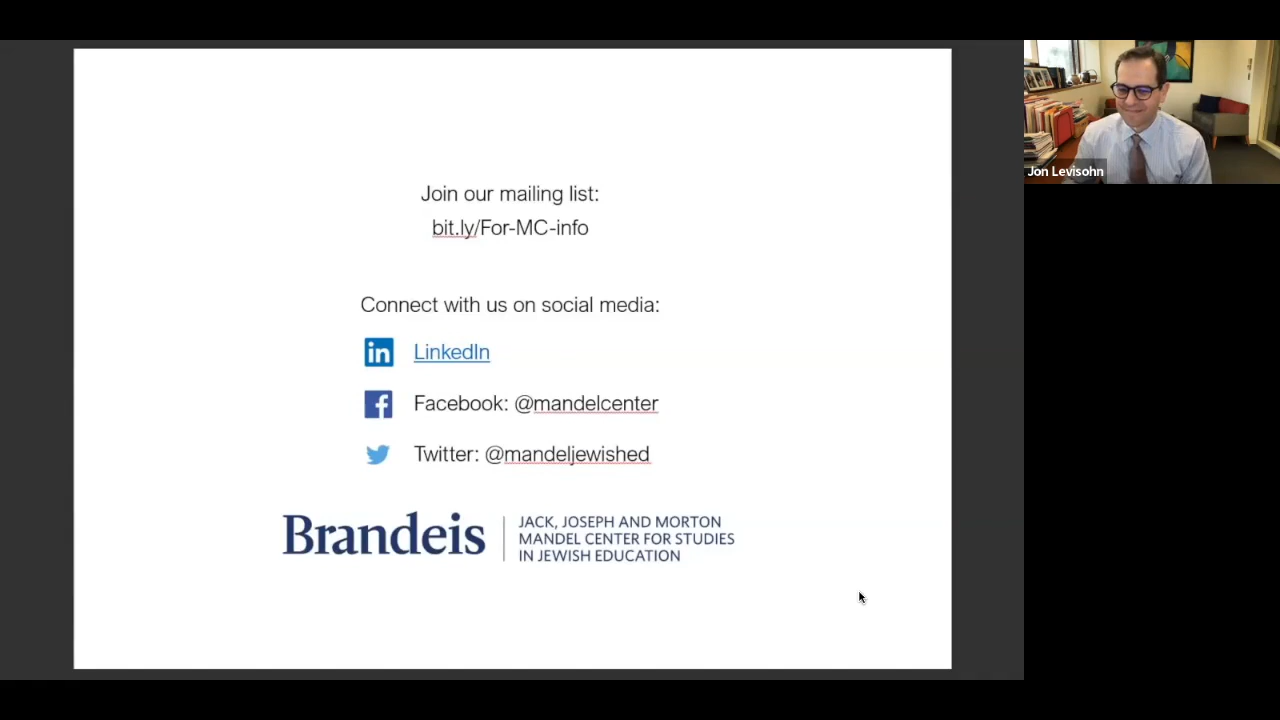 Join our mailing list:
bit.ly/For-MC-info
Connect with us on social media:
in LinkedIn
f Facebook: @mandelcenter
Twitter: @mandeljewished
Brandeis
JACK, JOSEPH AND MORTON
MANDEL CENTER FOR STUDIES
IN JEWISH EDUCATION
Jon Levisohn